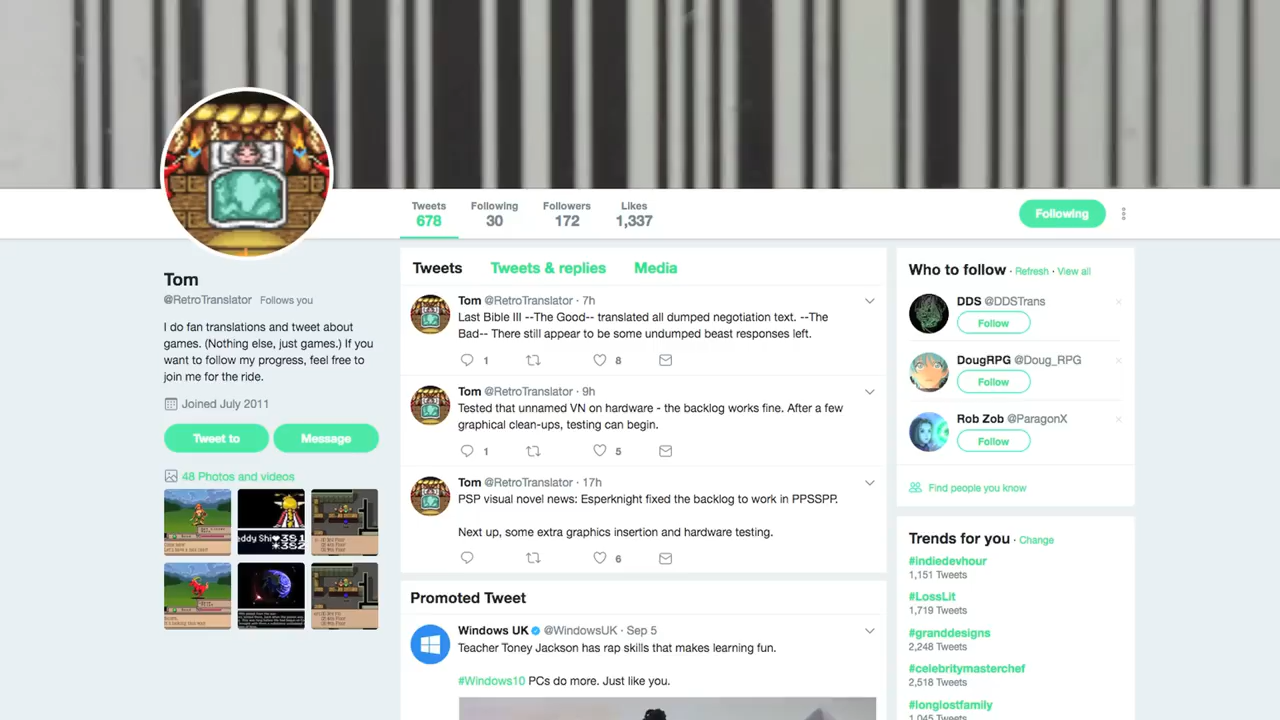 Tweets
678
Following
30
Followers
172
Likes
1,337
Following
Tom
@RetroTranslator Follows you
I do fan translations and tweet about
games. (Nothing else, just games.) If you
want to follow my progress, feel free to
join me for the ride.
Joined July 2011
Tweet to
Message
48 Photos and videos
Tweets Tweets & replies Media
Tom @RetroTranslator · 7h
Last Bible III --The Good-- translated all dumped negotiation text. --The
Bad-- There still appear to be some undumped beast responses left.
1 8
Tom @RetroTranslator · 9h
Tested that unnamed VN on hardware - the backlog works fine. After a few
graphical clean-ups, testing can begin.
1 5
Tom @RetroTranslator · 17h
PSP visual novel news: Esperknight fixed the backlog to work in PPSSPP.
Next up, some extra graphics insertion and hardware testing.
6
Promoted Tweet
Windows UK @WindowsUK · Sep 5
Teacher Toney Jackson has rap skills that makes learning fun.
#Windows10 PCs do more. Just like you.
Who to follow · Refresh · View all
DDS @DDSTrans
Follow
DougRPG @Doug_RPG
Follow
Rob Zob @ParagonX
Follow
Find people you know
Trends for you · Change
#indiedevhour
1,151 Tweets
#LossLit
1,719 Tweets
#granddesigns
2,248 Tweets
#celebritymasterchef
2,518 Tweets
#longlostfamily
1,045 Tweets